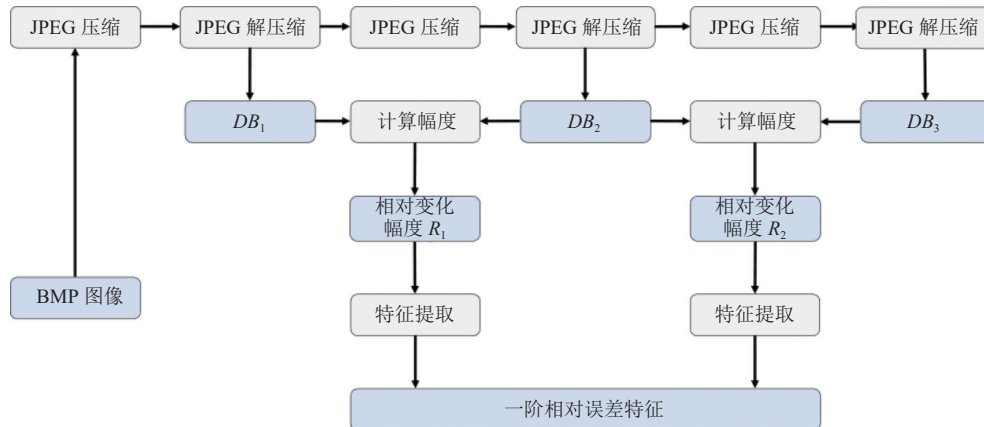 JPEG 压缩
JPEG 解压缩
JPEG 压缩
JPEG 解压缩
JPEG 压缩
JPEG 解压缩
DB₁
计算幅度
DB₂
计算幅度
DB₃
相对变化
幅度 R₁
相对变化
幅度 R₂
BMP 图像
特征提取
特征提取
一阶相对误差特征